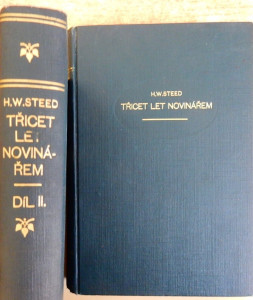 H.W.STEED
TŘICET
LET
NOVINÁ-
ŘEM
DÍL II.
H.W.STEED
TŘICET LET NOVINÁŘEM